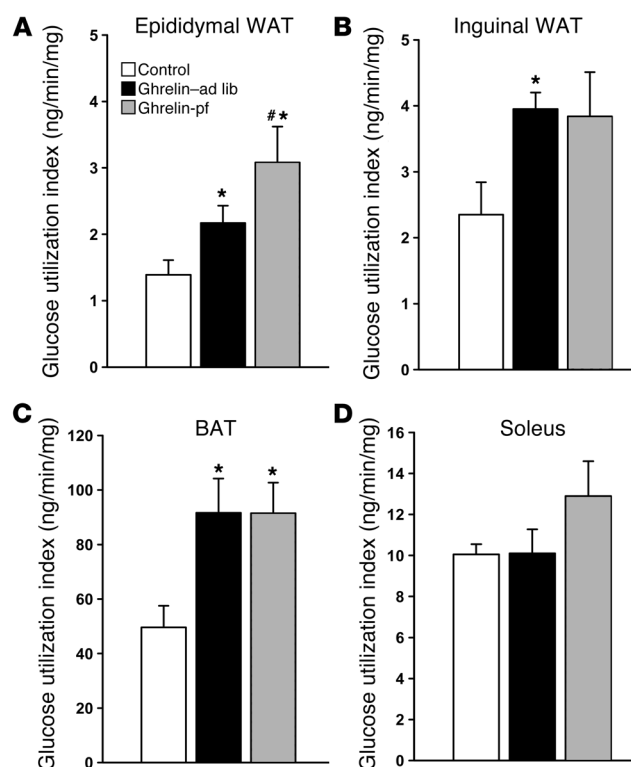 A
Epididymal WAT
Glucose utilization index (ng/min/mg)
5
4
3
2
1
0
Control
Ghrelin–ad lib
Ghrelin-pf
*
#*
B
Inguinal WAT
Glucose utilization index (ng/min/mg)
5
4
3
2
1
0
*
C
BAT
Glucose utilization index (ng/min/mg)
120
100
80
60
40
20
0
*
*
D
Soleus
Glucose utilization index (ng/min/mg)
16
14
12
10
8
6
4
2
0